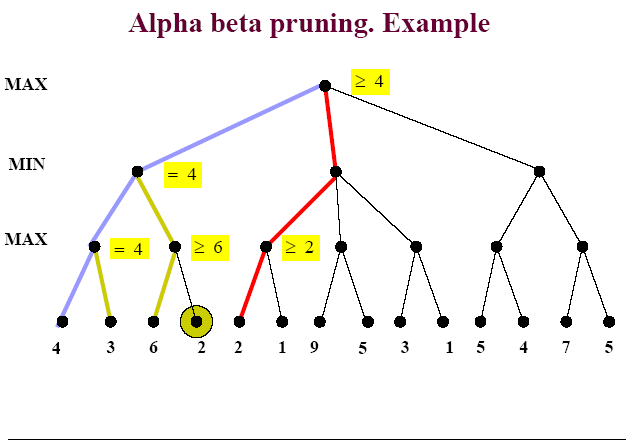 Alpha beta pruning. Example
MAX
≥ 4
MIN
= 4
MAX
= 4
≥ 6
≥ 2
4 3 6 2 2 1 9 5 3 1 5 4 7 5